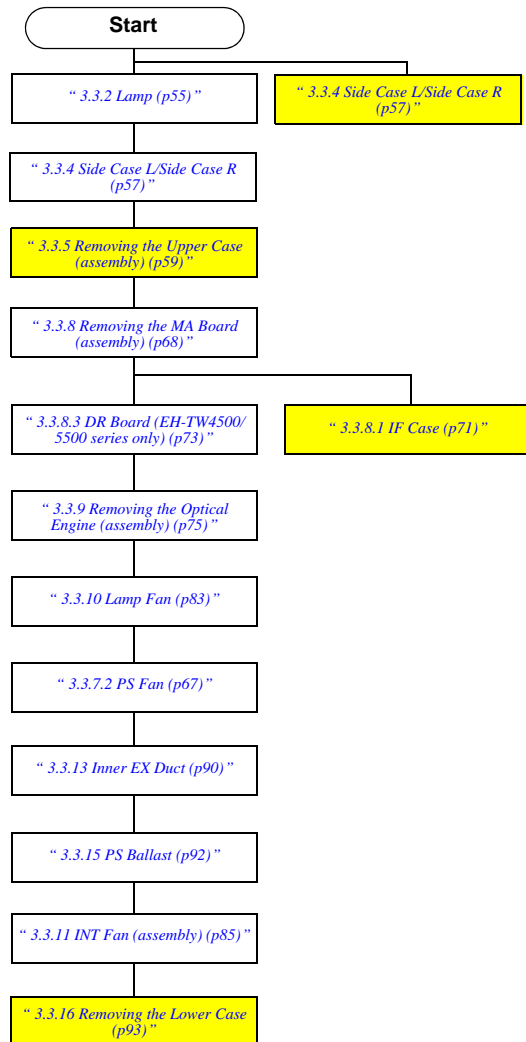 Start
“ 3.3.2 Lamp (p55) ”
“ 3.3.4 Side Case L/Side Case R
(p57) ”
“ 3.3.4 Side Case L/Side Case R
(p57) ”
“ 3.3.5 Removing the Upper Case
(assembly) (p59) ”
“ 3.3.8 Removing the MA Board
(assembly) (p68) ”
“ 3.3.8.3 DR Board (EH-TW4500/
5500 series only) (p73) ”
“ 3.3.8.1 IF Case (p71) ”
“ 3.3.9 Removing the Optical
Engine (assembly) (p75) ”
“ 3.3.10 Lamp Fan (p83) ”
“ 3.3.7.2 PS Fan (p67) ”
“ 3.3.13 Inner EX Duct (p90) ”
“ 3.3.15 PS Ballast (p92) ”
“ 3.3.11 INT Fan (assembly) (p85) ”
“ 3.3.16 Removing the Lower Case
(p93) ”